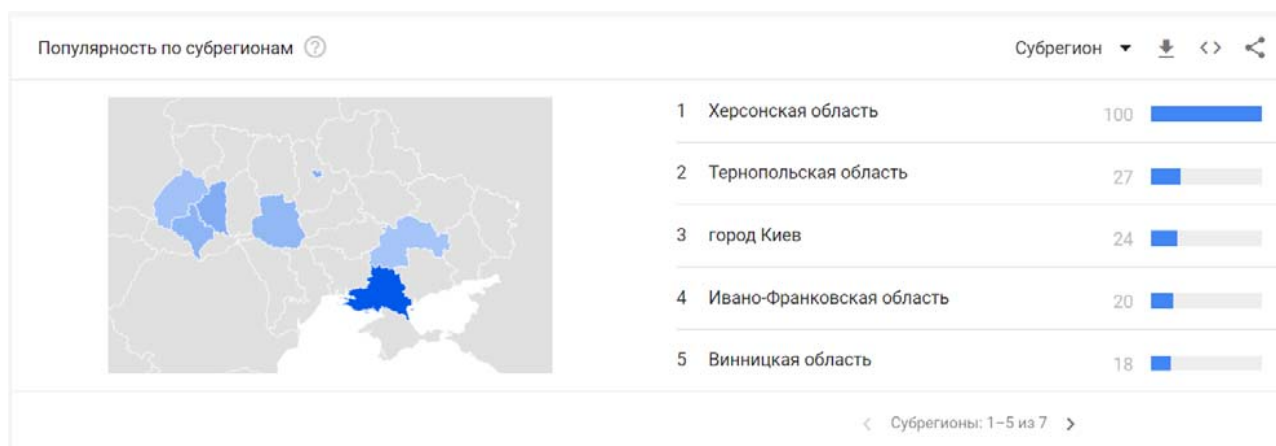 Популярность по субрегионам ?
Субрегион
1 Херсонская область 100
2 Тернопольская область 27
3 город Киев 24
4 Ивано-Франковская область 20
5 Винницкая область 18
Субрегионы: 1–5 из 7